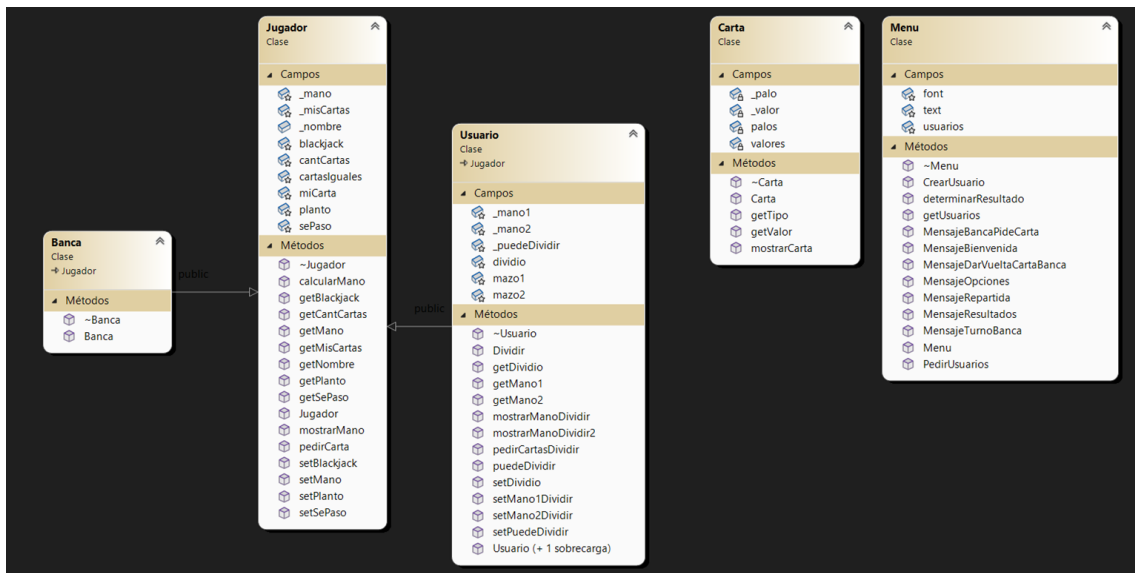 Banca
Clase
Jugador
Métodos
~Banca
Banca
public
Jugador
Clase
Campos
_mano
_misCartas
_nombre
blackjack
cantCartas
cartasIguales
miCarta
planto
sePaso
Métodos
~Jugador
calcularMano
getBlackjack
getCantCartas
getMano
getMisCartas
getNombre
getPlanto
getSePaso
Jugador
mostrarMano
pedirCarta
setBlackjack
setMano
setPlanto
setSePaso
public
Usuario
Clase
Jugador
Campos
_mano1
_mano2
_puedeDividir
dividio
mazo1
mazo2
Métodos
~Usuario
Dividir
getDividio
getMano1
getMano2
mostrarManoDividir
mostrarManoDividir2
pedirCartasDividir
puedeDividir
setDividio
setMano1Dividir
setMano2Dividir
setPuedeDividir
Usuario (+ 1 sobrecarga)
Carta
Clase
Campos
_palo
_valor
palos
valores
Métodos
~Carta
Carta
getTipo
getValor
mostrarCarta
Menu
Clase
Campos
font
text
usuarios
Métodos
~Menu
CrearUsuario
determinarResultado
getUsuarios
MensajeBancaPideCarta
MensajeBienvenida
MensajeDarVueltaCartaBanca
MensajeOpciones
MensajeRepartida
MensajeResultados
MensajeTurnoBanca
Menu
PedirUsuarios